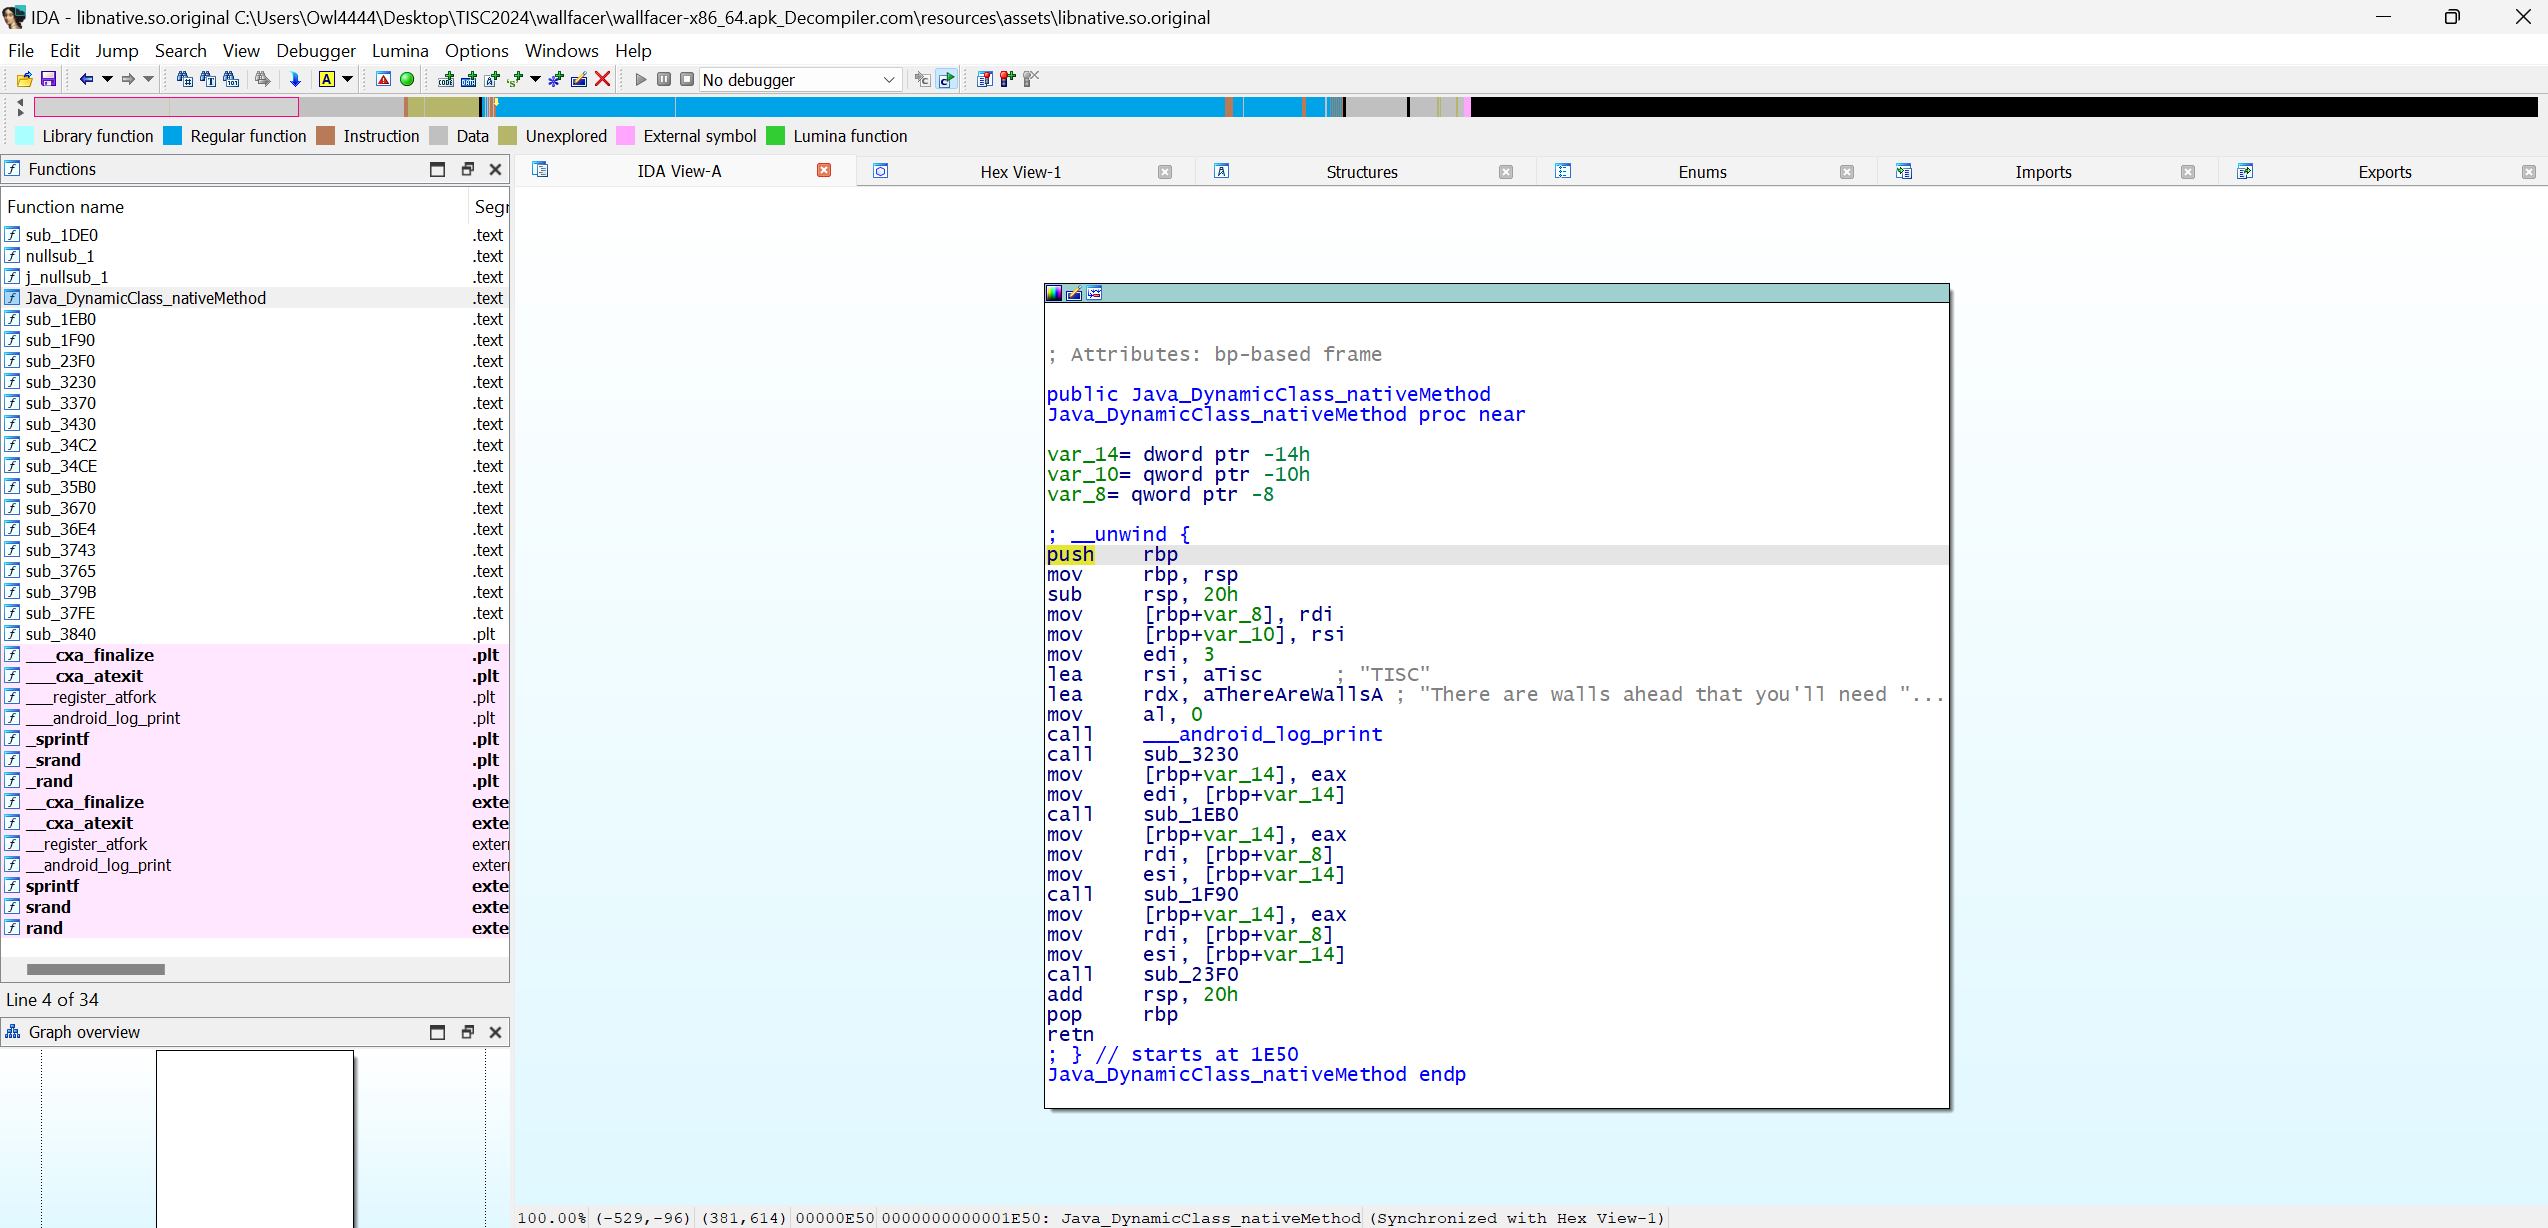 IDA - libnative.so.original C:\Users\Owl4444\Desktop\TISC2024\wallfacer\wallfacer-x86_64.apk_Decompiler.com\resources\assets\libnative.so.original
File Edit Jump Search View Debugger Lumina Options Windows Help
No debugger
Library function Regular function Instruction Data Unexplored External symbol Lumina function
Functions
IDA View-A Hex View-1 Structures Enums Imports Exports
Function name Segr
sub_1DE0 .text
nullsub_1 .text
j_nullsub_1 .text
Java_DynamicClass_nativeMethod .text
sub_1EB0 .text
sub_1F90 .text
sub_23F0 .text
sub_3230 .text
sub_3370 .text
sub_3430 .text
sub_34C2 .text
sub_34CE .text
sub_35B0 .text
sub_3670 .text
sub_36E4 .text
sub_3743 .text
sub_3765 .text
sub_379B .text
sub_37FE .text
sub_3840 .plt
___cxa_finalize .plt
___cxa_atexit .plt
___register_atfork .plt
___android_log_print .plt
_sprintf .plt
_srand .plt
_rand .plt
__cxa_finalize exte
__cxa_atexit exte
__register_atfork exteri
__android_log_print exteri
sprintf exte
srand exte
rand exte
Line 4 of 34
Graph overview
; Attributes: bp-based frame
public Java_DynamicClass_nativeMethod
Java_DynamicClass_nativeMethod proc near
var_14= dword ptr -14h
var_10= qword ptr -10h
var_8= qword ptr -8
; __unwind {
push rbp
mov rbp, rsp
sub rsp, 20h
mov [rbp+var_8], rdi
mov [rbp+var_10], rsi
mov edi, 3
lea rsi, aTisc ; "TISC"
lea rdx, aThereAreWallsA ; "There are walls ahead that you'll need "...
mov al, 0
call ___android_log_print
call sub_3230
mov [rbp+var_14], eax
mov edi, [rbp+var_14]
call sub_1EB0
mov [rbp+var_14], eax
mov rdi, [rbp+var_8]
mov esi, [rbp+var_14]
call sub_1F90
mov [rbp+var_14], eax
mov rdi, [rbp+var_8]
mov esi, [rbp+var_14]
call sub_23F0
add rsp, 20h
pop rbp
retn
; } // starts at 1E50
Java_DynamicClass_nativeMethod endp
100.00% (-529,-96) (381,614) 00000E50 0000000000001E50: Java_DynamicClass_nativeMethod (Synchronized with Hex View-1)